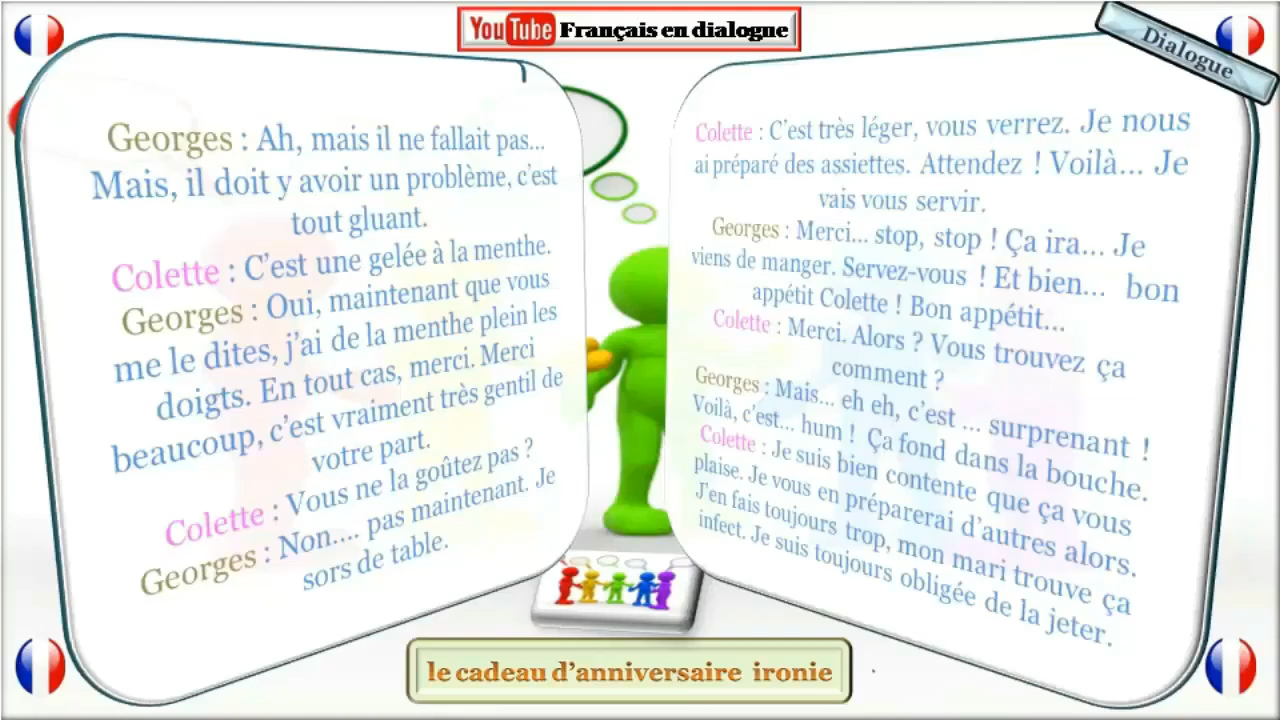 YouTube Français en dialogue
Dialogue
Georges : Ah, mais il ne fallait pas...
Mais, il doit y avoir un problème, c'est
tout gluant.
Colette : C'est une gelée à la menthe.
Georges : Oui, maintenant que vous
me le dites, j'ai de la menthe plein les
doigts. En tout cas, merci. Merci
beaucoup, c'est vraiment très gentil de
votre part.
Colette : Vous ne la goûtez pas ?
Georges : Non.... pas maintenant. Je
sors de table.
Colette : C'est très léger, vous verrez. Je nous
ai préparé des assiettes. Attendez ! Voilà... Je
vais vous servir.
Georges : Merci... stop, stop ! Ça ira... Je
viens de manger. Servez-vous ! Et bien... bon
appétit Colette ! Bon appétit...
Colette : Merci. Alors ? Vous trouvez ça
comment ?
Georges : Mais... eh eh, c'est ... surprenant !
Voilà, c'est... hum ! Ça fond dans la bouche.
Colette : Je suis bien contente que ça vous
plaise. Je vous en préparerai d'autres alors.
J'en fais toujours trop, mon mari trouve ça
infect. Je suis toujours obligée de la jeter.
le cadeau d'anniversaire ironie